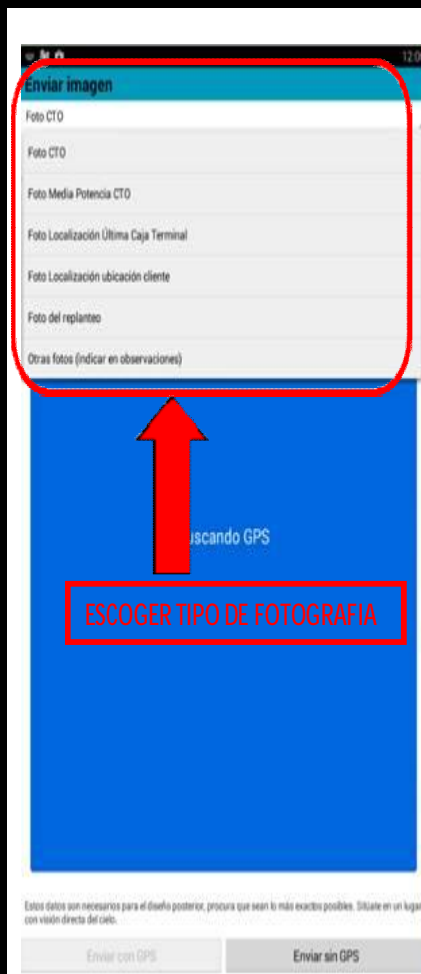 12:0
Enviar imagen
Foto CTO
Foto CTO
Foto Media Potencia CTO
Foto Localización Última Caja Terminal
Foto Localización ubicación cliente
Foto del replanteo
Otras fotos (indicar en observaciones)
uscando GPS
ESCOGER TIPO DE FOTOGRAFIA
Estos datos son necesarios para el diseño posterior, procura que sean lo más exactos posibles. Sitúate en un lugar
con visión directa del cielo.
Enviar con GPS
Enviar sin GPS